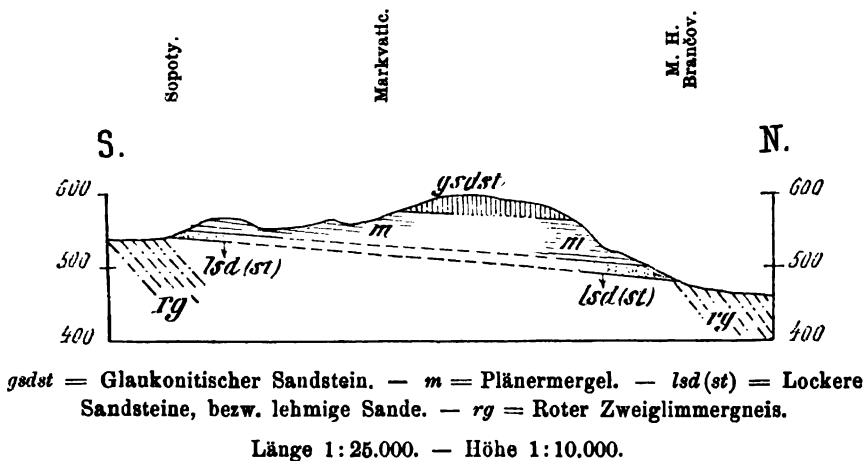 Sopoty.
Markvatic.
M. H.
Brančov.
S.
N.
600
gsdst
600
m
m
500
lsd(st)
500
lsd(st)
rg
rg
400
400
gsdst = Glaukonitischer Sandstein. — m = Plänermergel. — lsd(st) = Lockere
Sandsteine, bezw. lehmige Sande. — rg = Roter Zweiglimmergneis.
Länge 1:25.000. — Höhe 1:10.000.